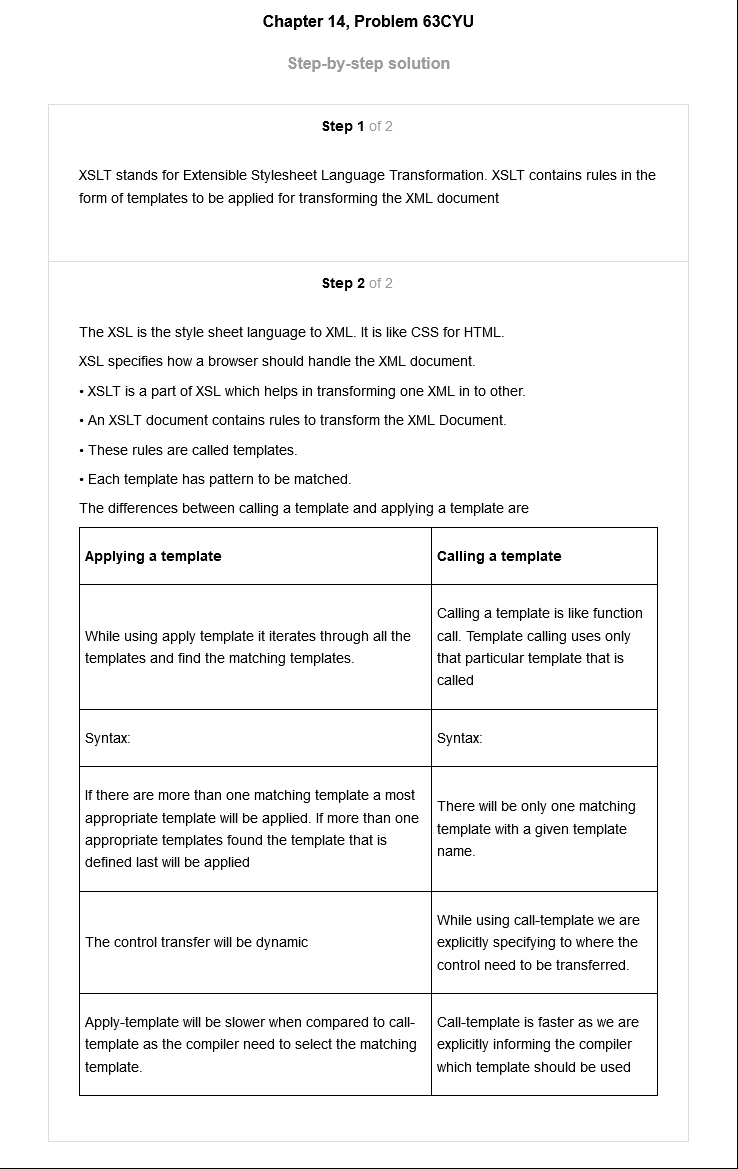 Chapter 14, Problem 63CYU
Step-by-step solution
Step 1 of 2
XSLT stands for Extensible Stylesheet Language Transformation. XSLT contains rules in the
form of templates to be applied for transforming the XML document
Step 2 of 2
The XSL is the style sheet language to XML. It is like CSS for HTML.
XSL specifies how a browser should handle the XML document.
• XSLT is a part of XSL which helps in transforming one XML in to other.
• An XSLT document contains rules to transform the XML Document.
• These rules are called templates.
• Each template has pattern to be matched.
The differences between calling a template and applying a template are
Applying a template
Calling a template
While using apply template it iterates through all the
templates and find the matching templates.
Calling a template is like function
call. Template calling uses only
that particular template that is
called
Syntax:
Syntax:
If there are more than one matching template a most
appropriate template will be applied. If more than one
appropriate templates found the template that is
defined last will be applied
There will be only one matching
template with a given template
name.
The control transfer will be dynamic
While using call-template we are
explicitly specifying to where the
control need to be transferred.
Apply-template will be slower when compared to call-
template as the compiler need to select the matching
template.
Call-template is faster as we are
explicitly informing the compiler
which template should be used